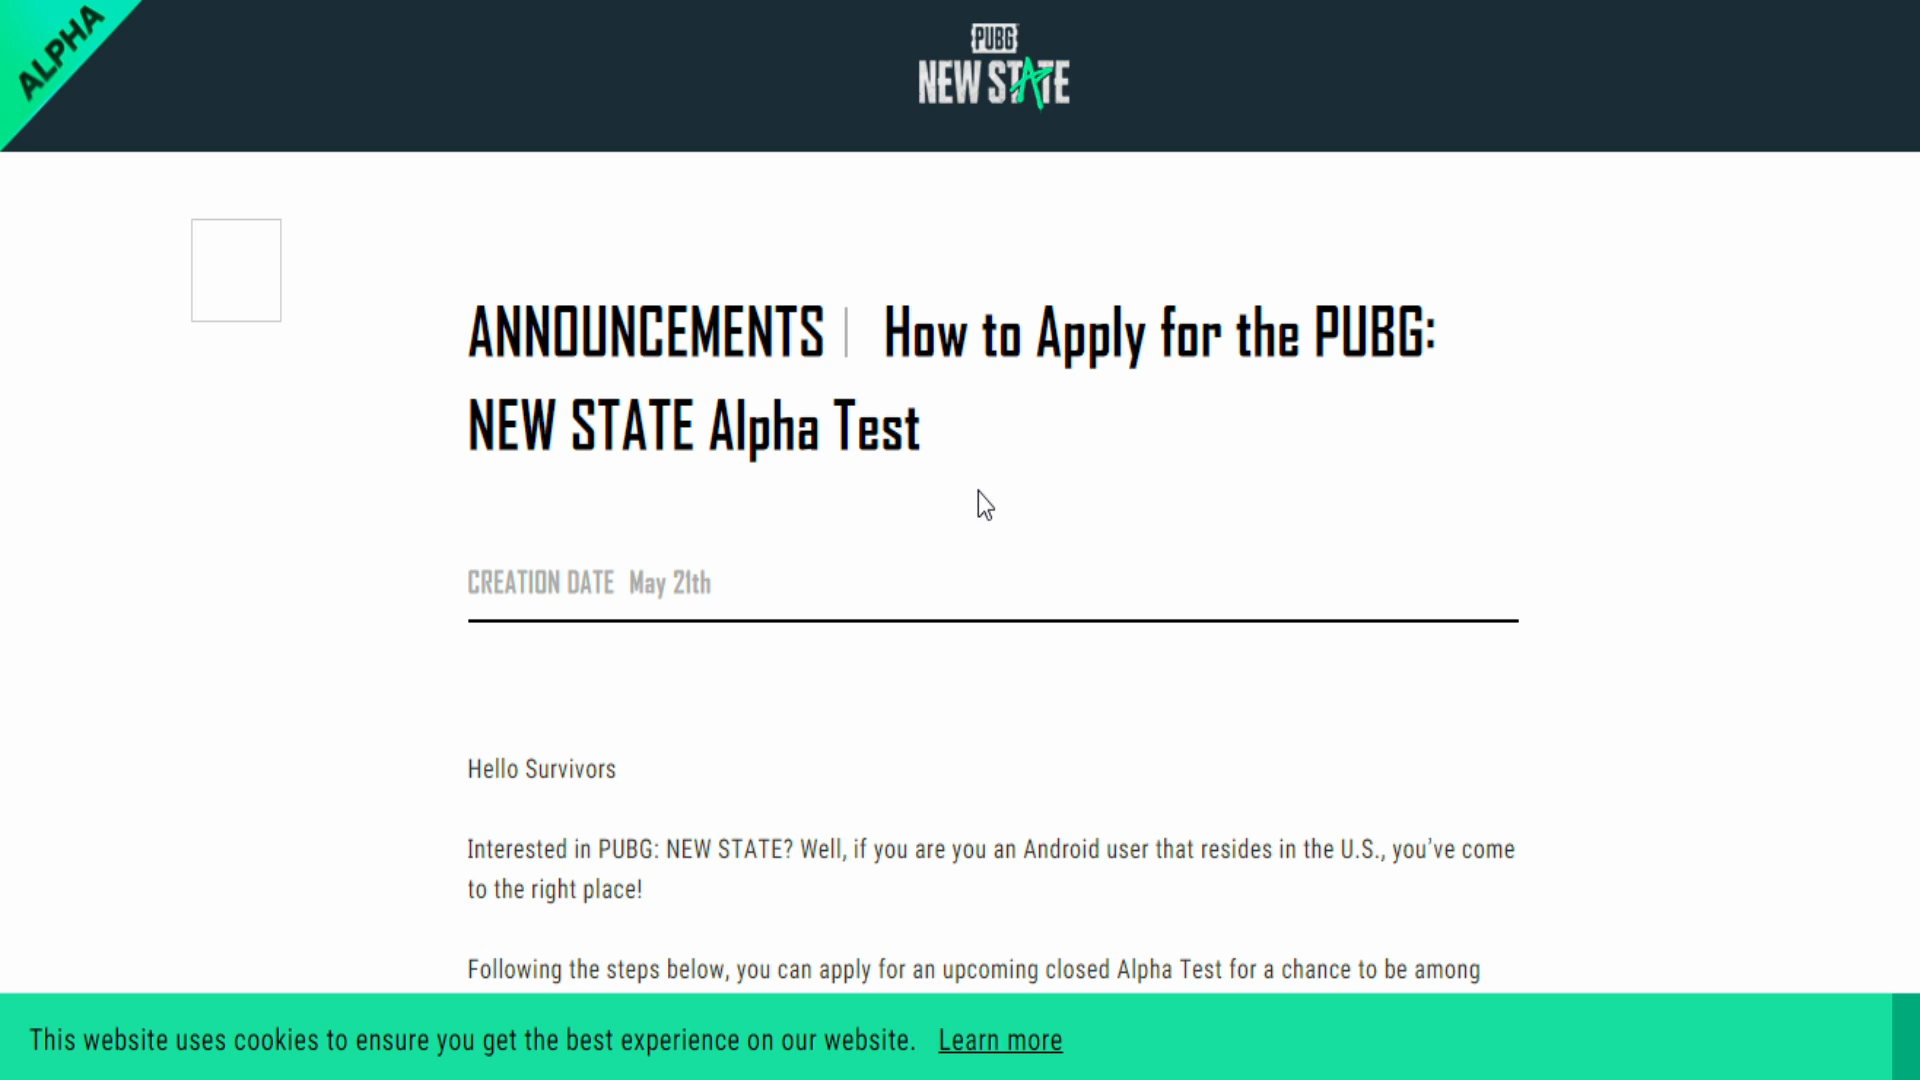 ALPHA
PUBG
NEW STATE
ANNOUNCEMENTS | How to Apply for the PUBG:
NEW STATE Alpha Test
CREATION DATE May 21th
Hello Survivors
Interested in PUBG: NEW STATE? Well, if you are you an Android user that resides in the U.S., you've come
to the right place!
Following the steps below, you can apply for an upcoming closed Alpha Test for a chance to be among
This website uses cookies to ensure you get the best experience on our website. Learn more